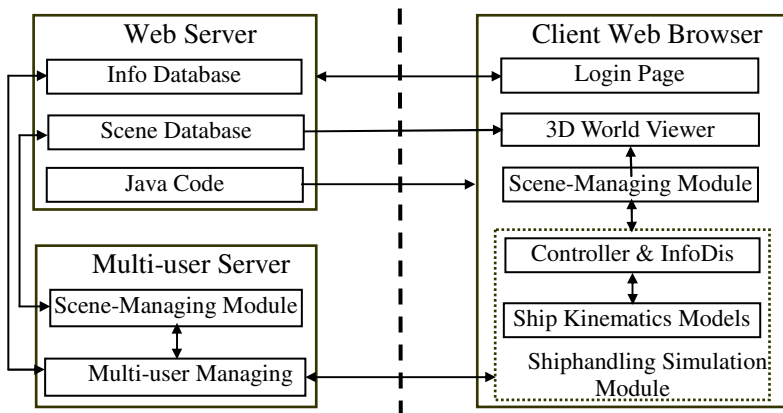 Web Server
Info Database
Scene Database
Java Code
Multi-user Server
Scene-Managing Module
Multi-user Managing
Client Web Browser
Login Page
3D World Viewer
Scene-Managing Module
Controller & InfoDis
Ship Kinematics Models
Shiphandling Simulation
Module